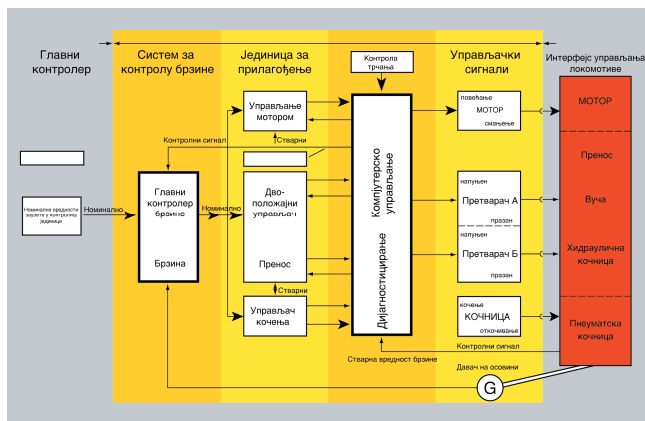 Главни
контролер
Систем за
контролу брзине
Јединица за
прилагођење
Контрола
трчања
Управљачки
сигнали
Интерфејс управљања
локомотиве
Управљање
мотором
Стварни
Контролни сигнал
Номиналне вредности
заузете у контролној
јединици
Номинално
Главни
контролер
брзине
Брзина
Номинално
Дво-
положајни
управљач
Пренос
Стварни
Управљач
кочења
Дијагностицирање
Компјутерско
управљање
повећање
МОТОР
смањење
напуњен
Претварач А
празан
напуњен
Претварач Б
празан
кочење
КОЧНИЦА
откочивање
МОТОР
Пренос
Вуча
Хидраулична
кочница
Пнеуматска
кочница
Контролни сигнал
Стварна вредност брзине
Давач на осовини
G